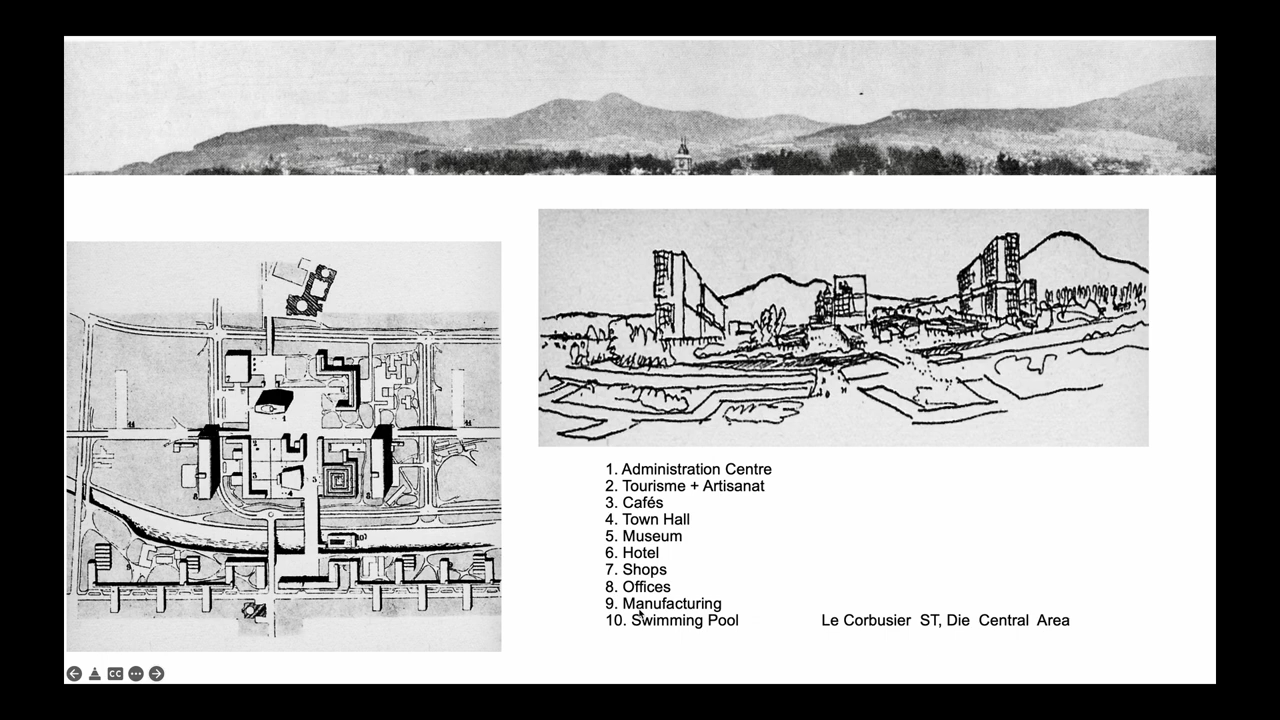 1. Administration Centre
2. Tourisme + Artisanat
3. Cafés
4. Town Hall
5. Museum
6. Hotel
7. Shops
8. Offices
9. Manufacturing
10. Swimming Pool
Le Corbusier ST, Die Central Area
CC